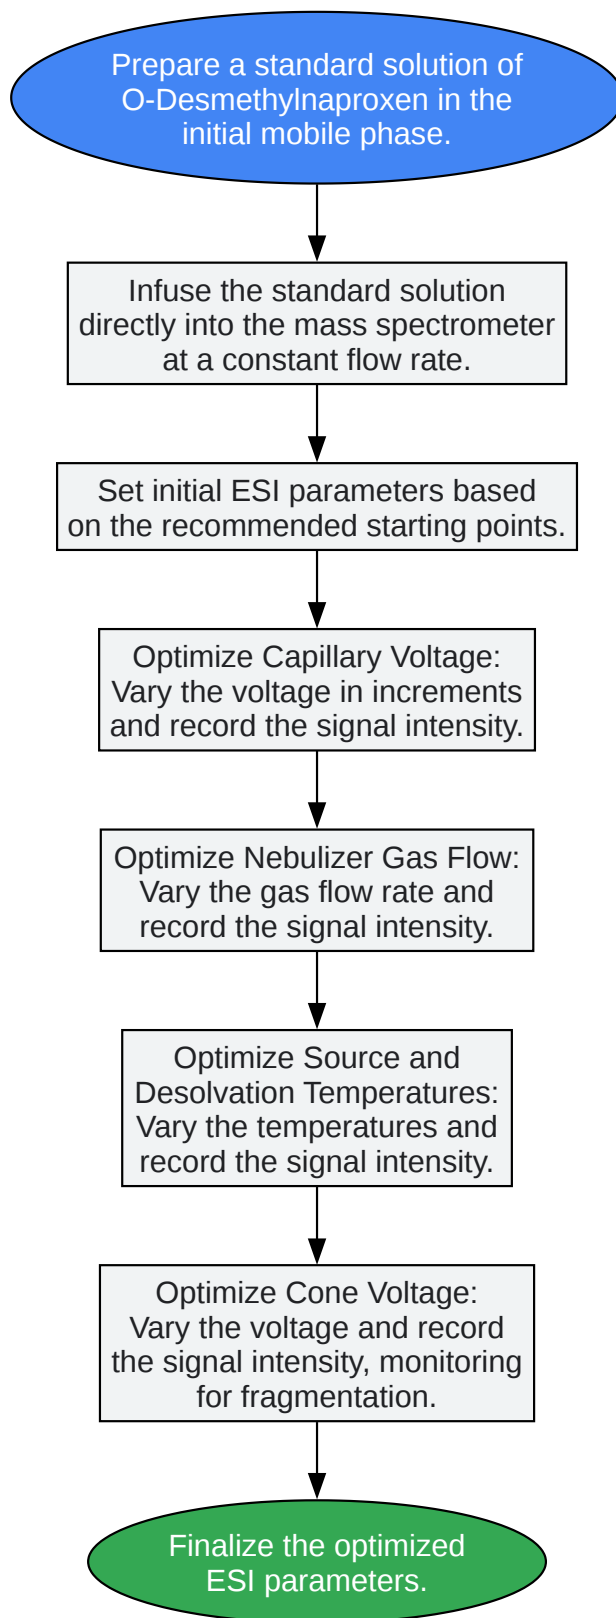 Prepare a standard solution of
O-Desmethylnaproxen in the
initial mobile phase.
Infuse the standard solution
directly into the mass spectrometer
at a constant flow rate.
Set initial ESI parameters based
on the recommended starting points.
Optimize Capillary Voltage:
Vary the voltage in increments
and record the signal intensity.
Optimize Nebulizer Gas Flow:
Vary the gas flow rate and
record the signal intensity.
Optimize Source and
Desolvation Temperatures:
Vary the temperatures and
record the signal intensity.
Optimize Cone Voltage:
Vary the voltage and record
the signal intensity, monitoring
for fragmentation.
Finalize the optimized
ESI parameters.